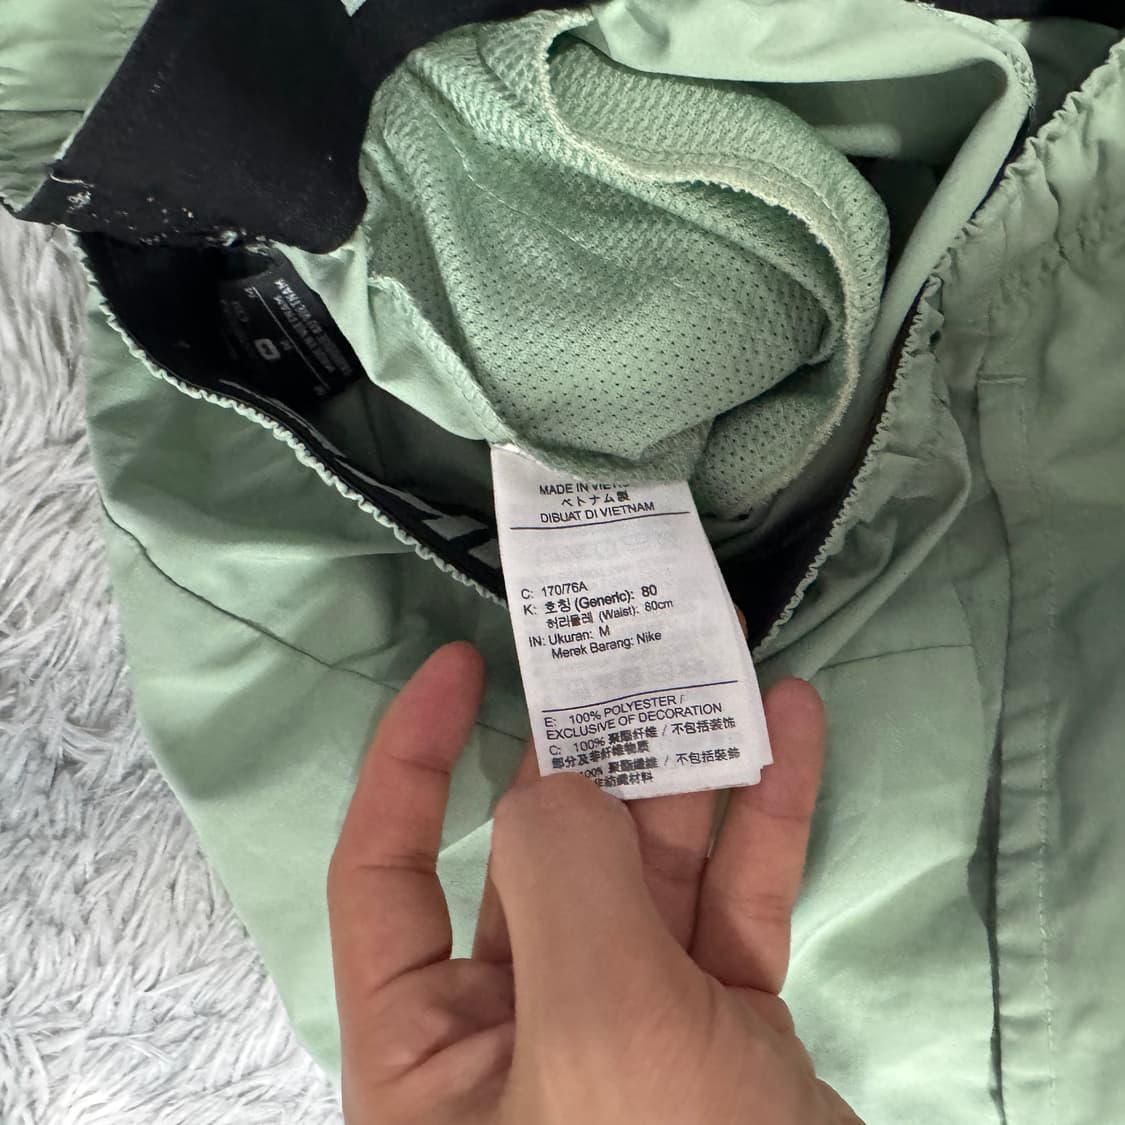 MADE IN
ベトナム製
DIBUAT DI VIETNAM
C: 170/76A
K: 호칭 (Generic): 80
허리둘레 (Waist): 80cm
IN: Ukuran: M
Merek Barang: Nike
E: 100% POLYESTER /
EXCLUSIVE OF DECORATION
C: 100% 聚酯纤维 / 不包括装饰
部分及非纤维物质
100% 聚酯纖維 / 不包括裝飾
非紡織材料
M
MADE IN VIETNAM